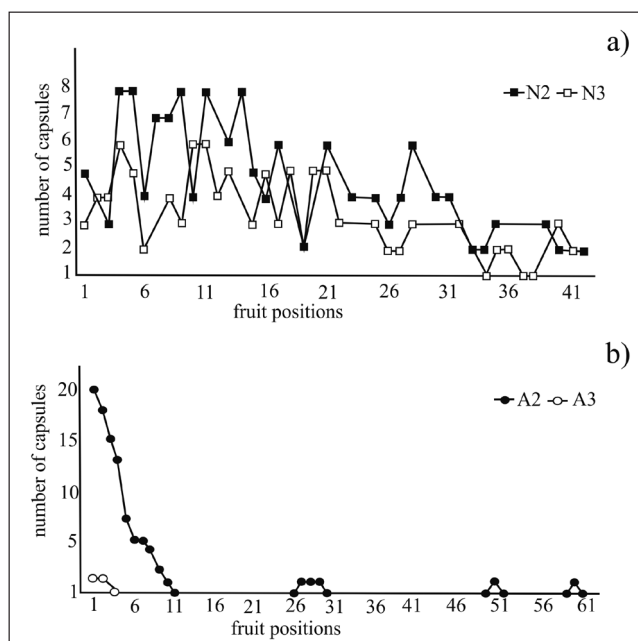 a)
8
7
6
5
4
3
2
1
number of capsules
N2 N3
1 6 11 16 21 26 31 36 41
fruit positions
b)
20
15
10
5
1
number of capsules
A2 A3
1 6 11 16 21 26 31 36 41 46 51 56 61
fruit positions